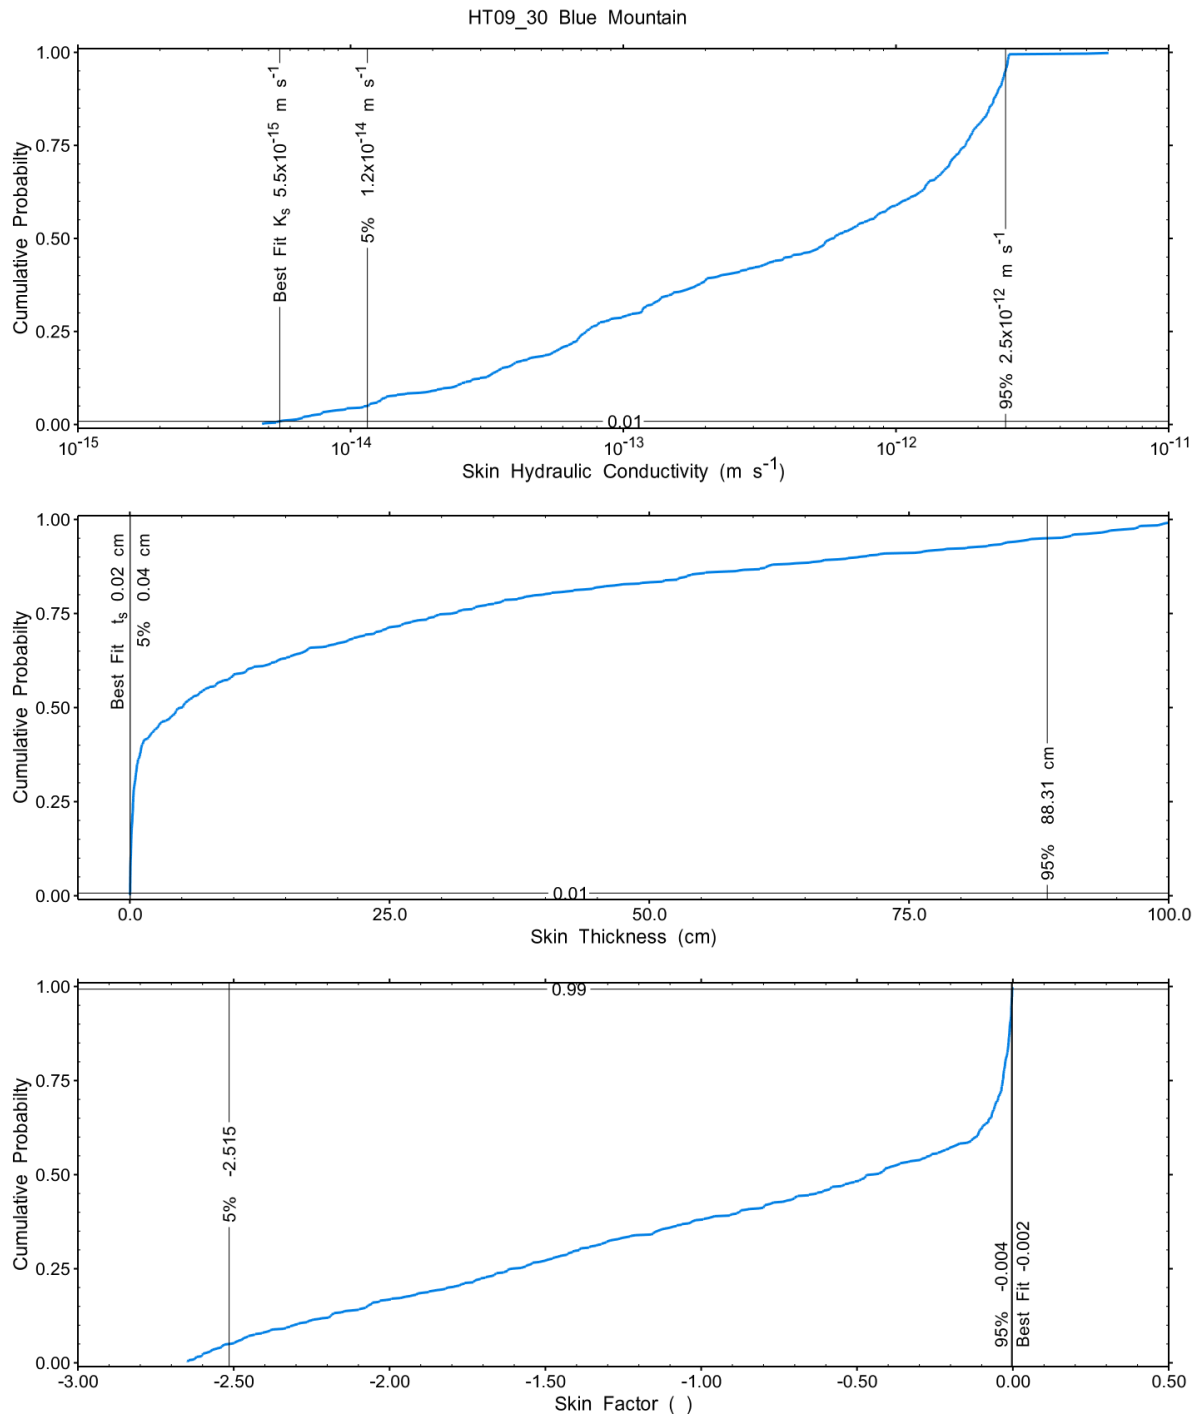 HT09_30 Blue Mountain
1.00
0.75
0.50
0.25
0.00
Cumulative Probabilty
Best Fit Ks 5.5x10-15 m s-1
5% 1.2x10-14 m s-1
95% 2.5x10-12 m s-1
0.01
10-15
10-14
10-13
10-12
10-11
Skin Hydraulic Conductivity (m s-1)
1.00
0.75
0.50
0.25
0.00
Cumulative Probabilty
Best Fit ts 0.02 cm
5% 0.04 cm
95% 88.31 cm
0.01
0.0
25.0
50.0
75.0
100.0
Skin Thickness (cm)
1.00
0.75
0.50
0.25
0.00
Cumulative Probabilty
0.99
5% -2.515
95% -0.004
Best Fit -0.002
-3.00
-2.50
-2.00
-1.50
-1.00
-0.50
0.00
0.50
Skin Factor ( )